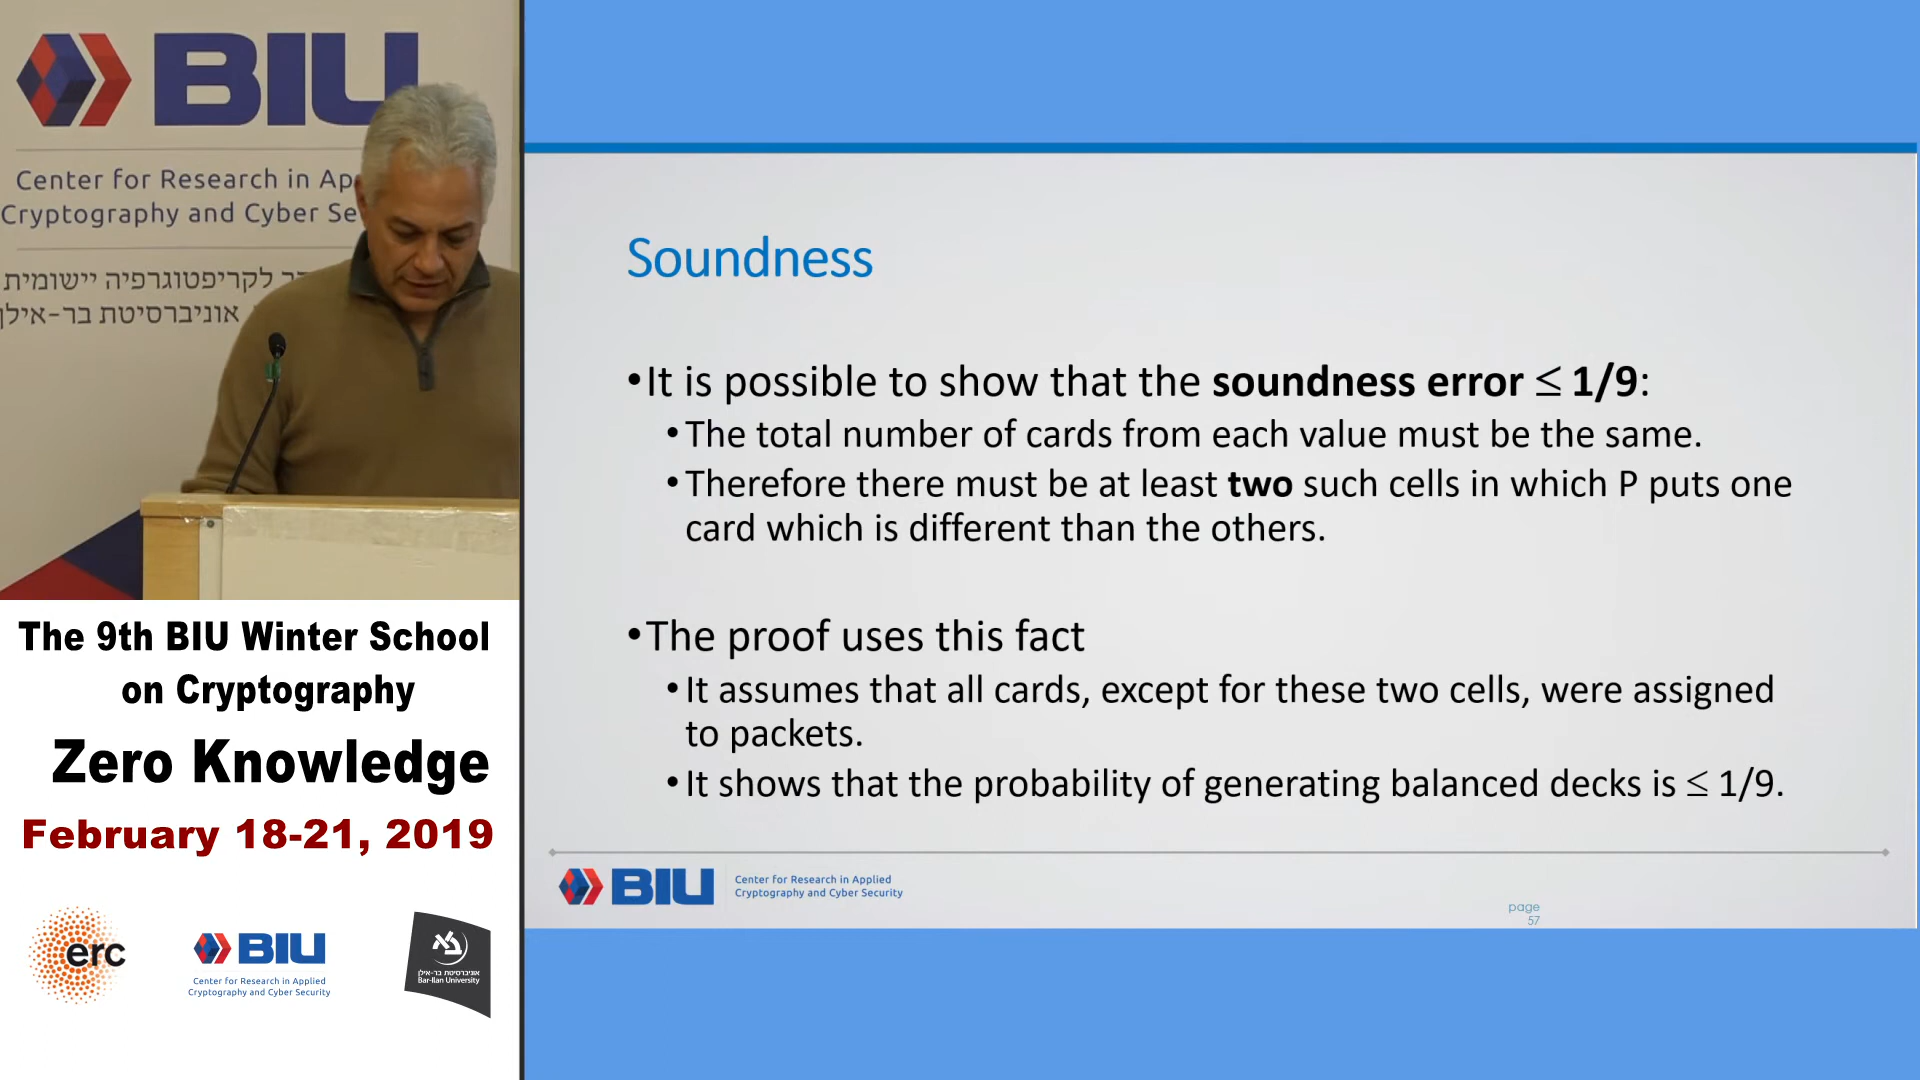 BIU
Center for Research in Ap
Cryptography and Cyber Se
לקריפטוגרפיה יישומית
אוניברסיטת בר-אילן
The 9th BIU Winter School
on Cryptography
Zero Knowledge
February 18-21, 2019
erc
BIU
Center for Research in Applied
Cryptography and Cyber Security
אוניברסיטת בר-אילן
Bar-Ilan University
Soundness
•It is possible to show that the soundness error ≤ 1/9:
•The total number of cards from each value must be the same.
•Therefore there must be at least two such cells in which P puts one
card which is different than the others.
•The proof uses this fact
•It assumes that all cards, except for these two cells, were assigned
to packets.
•It shows that the probability of generating balanced decks is ≤ 1/9.
BIU
Center for Research in Applied
Cryptography and Cyber Security
page
57